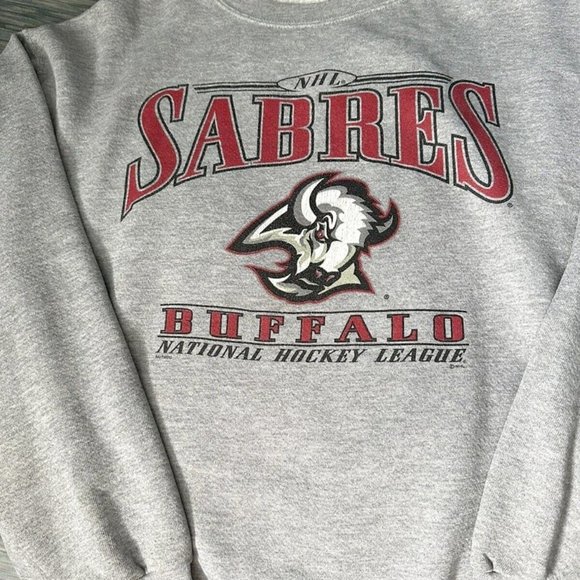 NHL®
SABRES®
®
BUFFALO
NATIONAL HOCKEY LEAGUE